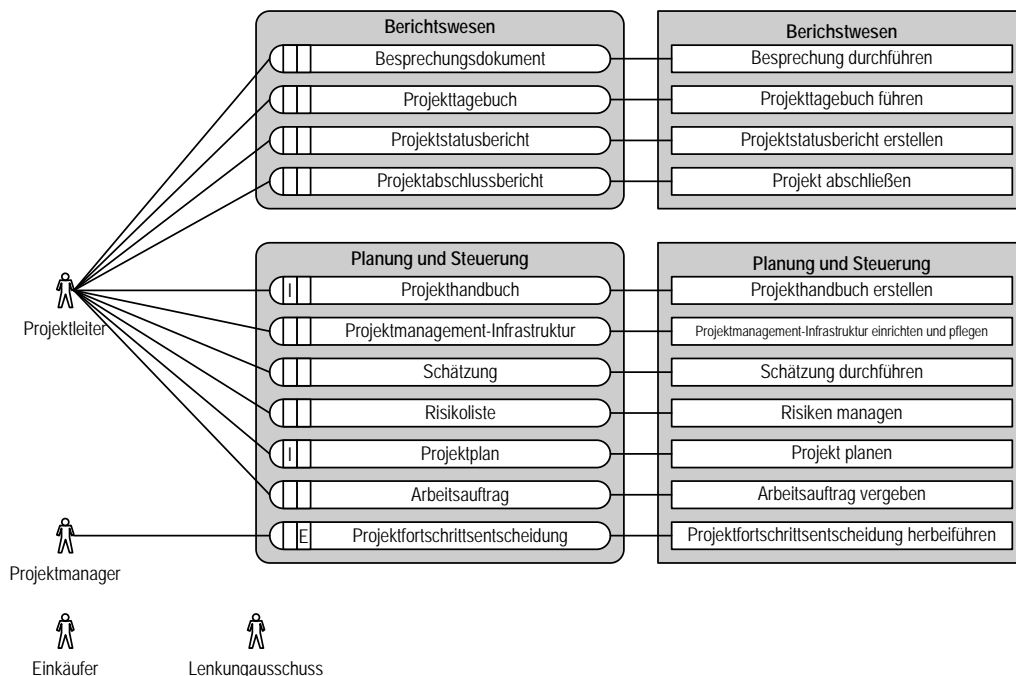 Berichtswesen
Berichstwesen
Besprechungsdokument
Besprechung durchführen
Projekttagebuch
Projekttagebuch führen
Projektstatusbericht
Projektstatusbericht erstellen
Projektabschlussbericht
Projekt abschließen
Planung und Steuerung
Planung und Steuerung
I Projekthandbuch
Projekthandbuch erstellen
Projektleiter
Projektmanagement-Infrastruktur
Projektmanagement-Infrastruktur einrichten und pflegen
Schätzung
Schätzung durchführen
Risikoliste
Risiken managen
I Projektplan
Projekt planen
Arbeitsauftrag
Arbeitsauftrag vergeben
E Projektfortschrittsentscheidung
Projektfortschrittsentscheidung herbeiführen
Projektmanager
Einkäufer
Lenkungausschuss